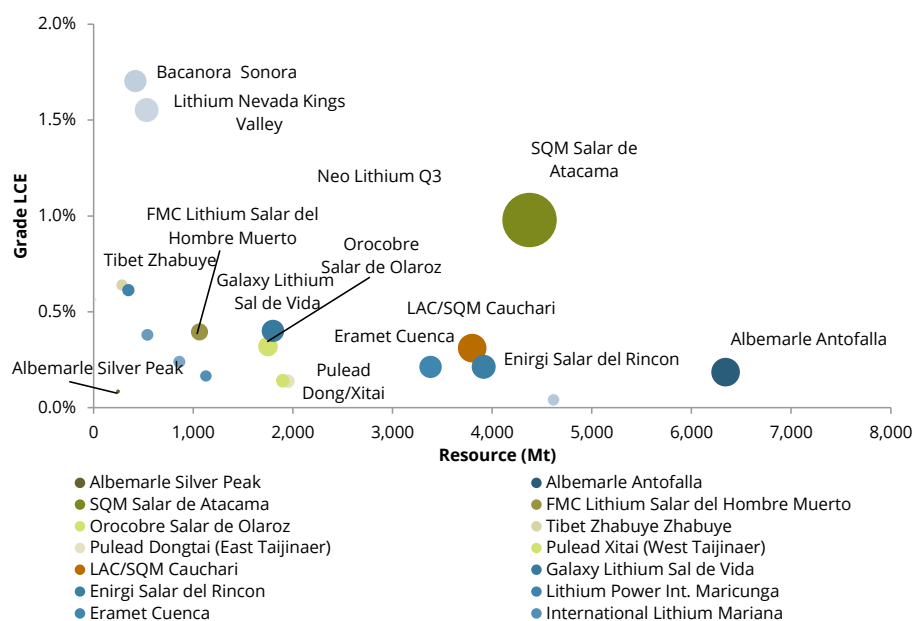 2.0%
Bacanora  Sonora
Lithium Nevada Kings
Valley
1.5%
SQM Salar de
Atacama
Neo Lithium Q3
Grade LCE
1.0%
FMC Lithium Salar del
Hombre Muerto
Orocobre
Salar de Olaroz
Tibet Zhabuye
Galaxy Lithium
Sal de Vida
0.5%
LAC/SQM Cauchari
Eramet Cuenca
Albemarle Antofalla
Enirgi Salar del Rincon
Albemarle Silver Peak
Pulead
Dong/Xitai
0.0%
0 1,000 2,000 3,000 4,000 5,000 6,000 7,000 8,000
Resource (Mt)
Albemarle Silver Peak
Albemarle Antofalla
SQM Salar de Atacama
FMC Lithium Salar del Hombre Muerto
Orocobre Salar de Olaroz
Tibet Zhabuye Zhabuye
Pulead Dongtai (East Taijinaer)
Pulead Xitai (West Taijinaer)
LAC/SQM Cauchari
Galaxy Lithium Sal de Vida
Enirgi Salar del Rincon
Lithium Power Int. Maricunga
Eramet Cuenca
International Lithium Mariana